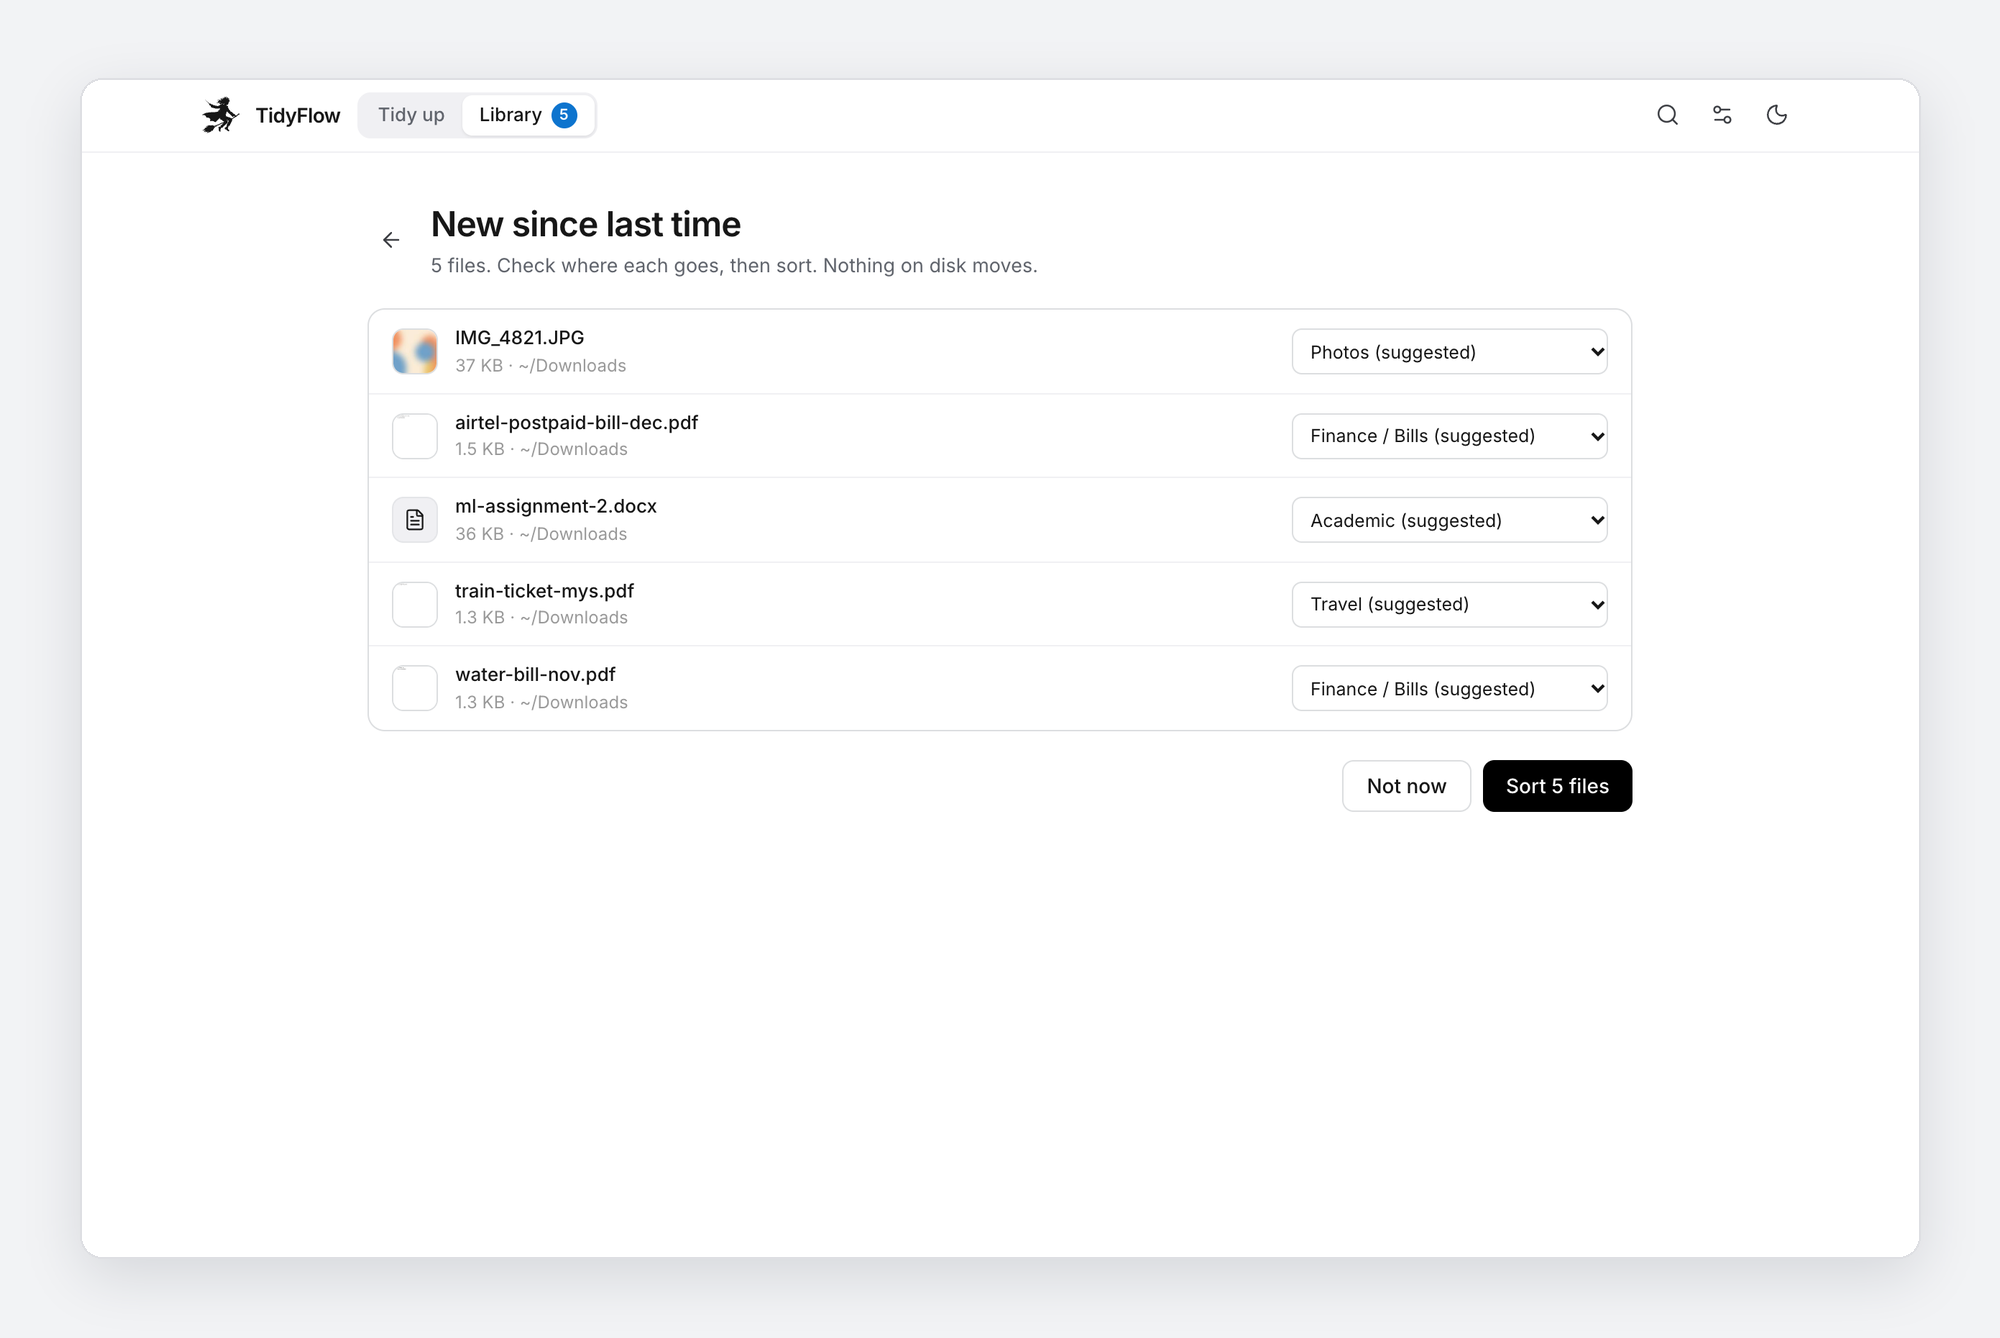 TidyFlow
Tidy up
Library 5
New since last time
5 files. Check where each goes, then sort. Nothing on disk moves.
IMG_4821.JPG
37 KB · ~/Downloads
Photos (suggested)
airtel-postpaid-bill-dec.pdf
1.5 KB · ~/Downloads
Finance / Bills (suggested)
ml-assignment-2.docx
36 KB · ~/Downloads
Academic (suggested)
train-ticket-mys.pdf
1.3 KB · ~/Downloads
Travel (suggested)
water-bill-nov.pdf
1.3 KB · ~/Downloads
Finance / Bills (suggested)
Not now
Sort 5 files